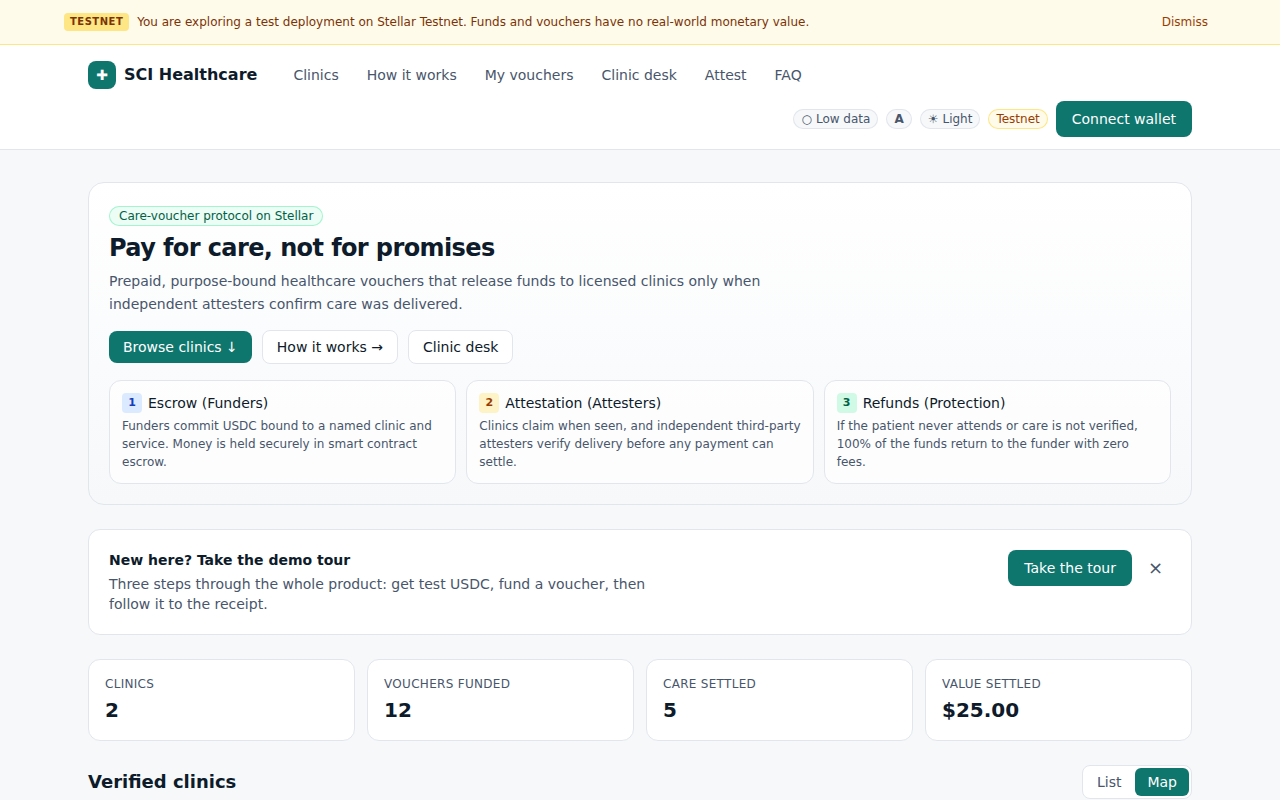 TESTNET You are exploring a test deployment on Stellar Testnet. Funds and vouchers have no real-world monetary value. Dismiss
SCI Healthcare Clinics How it works My vouchers Clinic desk Attest FAQ
Low data A Light Testnet Connect wallet
Care-voucher protocol on Stellar
Pay for care, not for promises
Prepaid, purpose-bound healthcare vouchers that release funds to licensed clinics only when
independent attesters confirm care was delivered.
Browse clinics ↓ How it works → Clinic desk
1 Escrow (Funders)
Funders commit USDC bound to a named clinic and
service. Money is held securely in smart contract
escrow.
2 Attestation (Attesters)
Clinics claim when seen, and independent third-party
attesters verify delivery before any payment can
settle.
3 Refunds (Protection)
If the patient never attends or care is not verified,
100% of the funds return to the funder with zero
fees.
New here? Take the demo tour
Three steps through the whole product: get test USDC, fund a voucher, then
follow it to the receipt.
Take the tour ×
CLINICS
2
VOUCHERS FUNDED
12
CARE SETTLED
5
VALUE SETTLED
$25.00
Verified clinics List Map